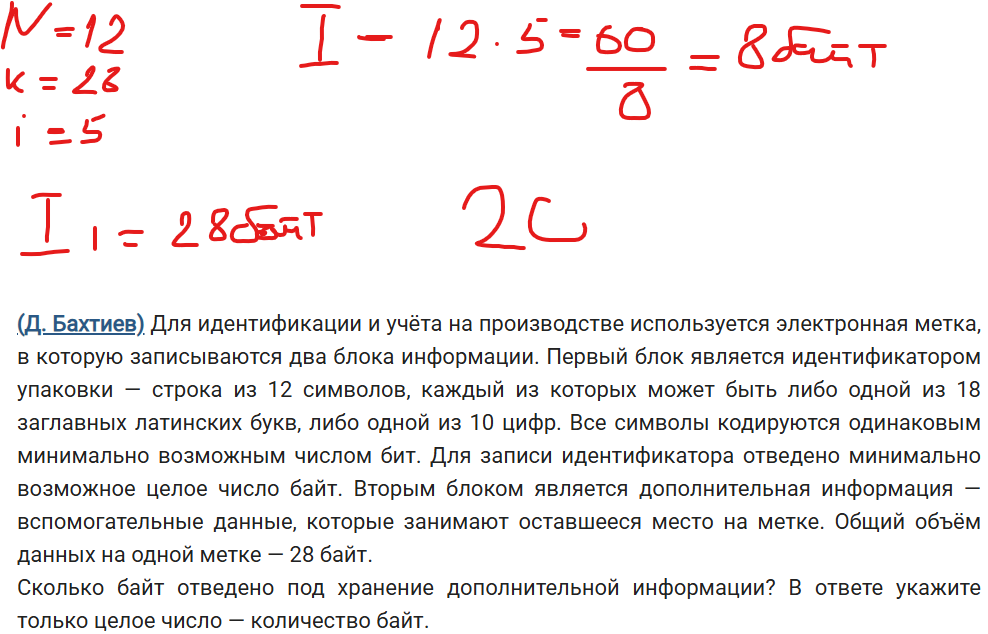 N = 12
I - 12 · 5 = 60/8 = 8 байт
к = 28
i = 5
I 1 = 28 байт
20
(Д. Бахтиев) Для идентификации и учёта на производстве используется электронная метка,
в которую записываются два блока информации. Первый блок является идентификатором
упаковки — строка из 12 символов, каждый из которых может быть либо одной из 18
заглавных латинских букв, либо одной из 10 цифр. Все символы кодируются одинаковым
минимально возможным числом бит. Для записи идентификатора отведено минимально
возможное целое число байт. Вторым блоком является дополнительная информация —
вспомогательные данные, которые занимают оставшееся место на метке. Общий объём
данных на одной метке — 28 байт.
Сколько байт отведено под хранение дополнительной информации? В ответе укажите
только целое число — количество байт.